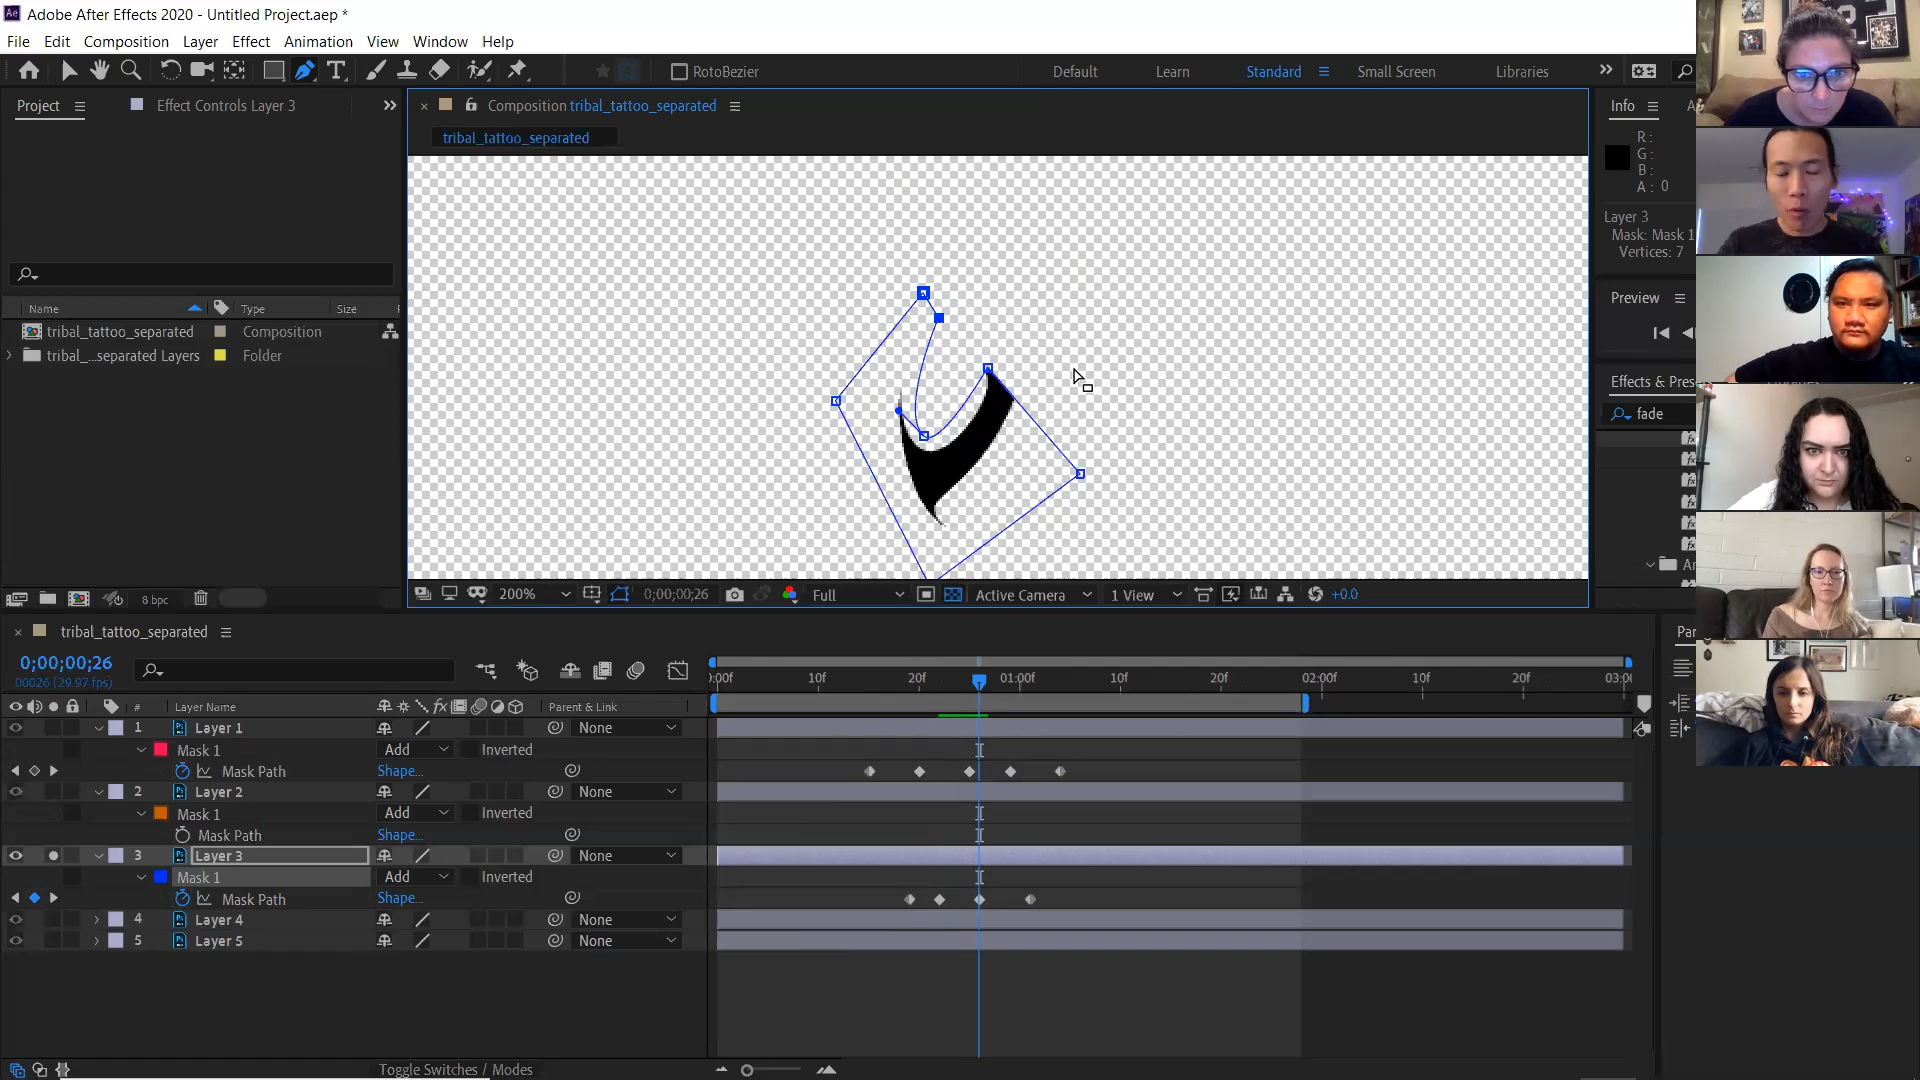 Adobe After Effects 2020 - Untitled Project.aep *
File Edit Composition Layer Effect Animation View Window Help
RotoBezier
Default Learn Standard Small Screen Libraries
Project Effect Controls Layer 3
Composition tribal_tattoo_separated
tribal_tattoo_separated
Info
R :
G :
B :
A : 0
Layer 3
Mask: Mask 1
Vertices: 7
Preview
Effects & Pres
fade
Name Type Size
tribal_tattoo_separated Composition
tribal_...separated Layers Folder
8 bpc
200% 0;00;00;26 Full Active Camera 1 View +0.0
tribal_tattoo_separated
0;00;00;26
00026 (29.97 fps)
10f 20f 01:00f 10f 20f 02:00f 10f 20f
# Layer Name Parent & Link
1 Layer 1 None
Mask 1 Add Inverted
Mask Path Shape...
2 Layer 2 None
Mask 1 Add Inverted
Mask Path Shape...
3 Layer 3 None
Mask 1 Add Inverted
Mask Path Shape...
4 Layer 4 None
5 Layer 5 None
Toggle Switches / Modes